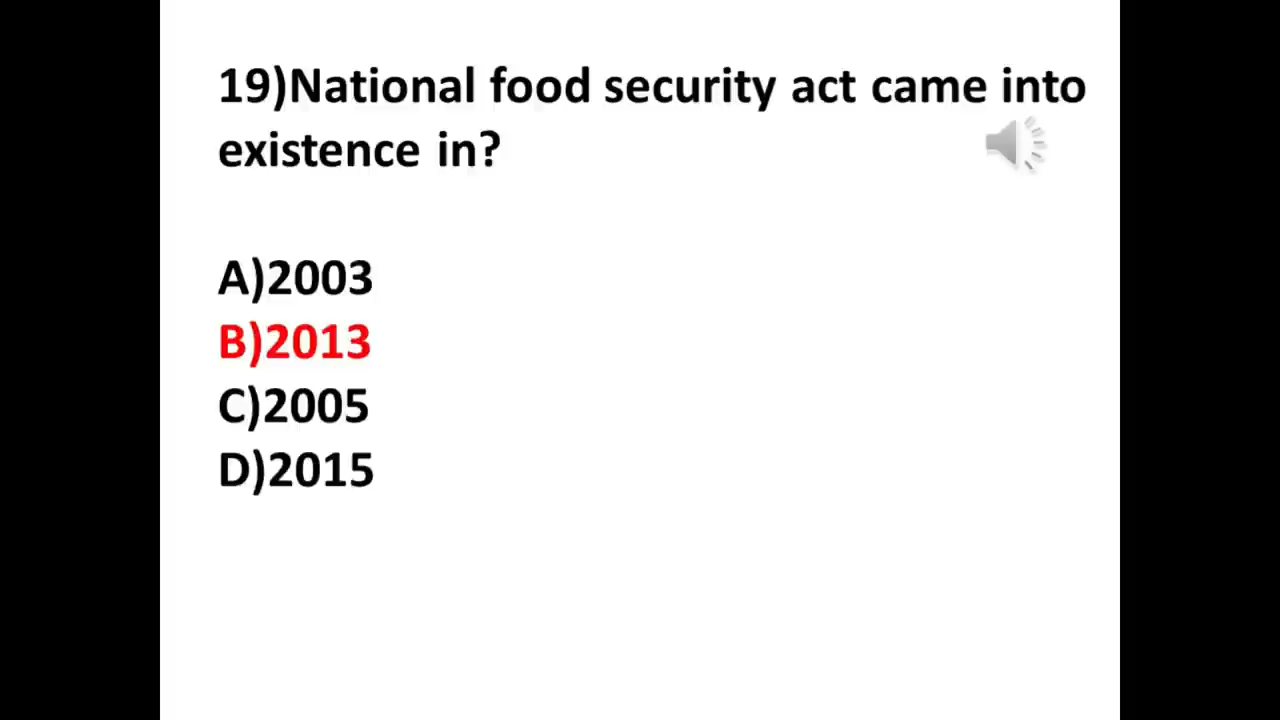 19)National food security act came into
existence in?
A)2003
B)2013
C)2005
D)2015